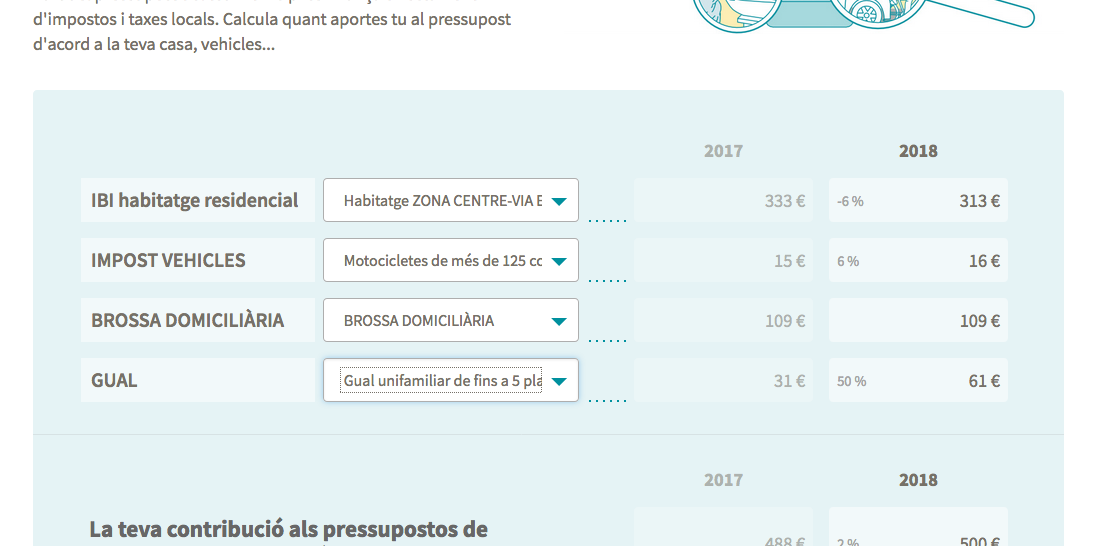 d'impostos i taxes locals. Calcula quant aportes tu al pressupost
d'acord a la teva casa, vehicles...
2017 2018
IBI habitatge residencial Habitatge ZONA CENTRE-VIA E 333 € -6 % 313 €
IMPOST VEHICLES Motocicletes de més de 125 cc 15 € 6 % 16 €
BROSSA DOMICILIÀRIA BROSSA DOMICILIÀRIA 109 € 109 €
GUAL Gual unifamiliar de fins a 5 pla 31 € 50 % 61 €
2017 2018
La teva contribució als pressupostos de
488 € 2 % 500 €